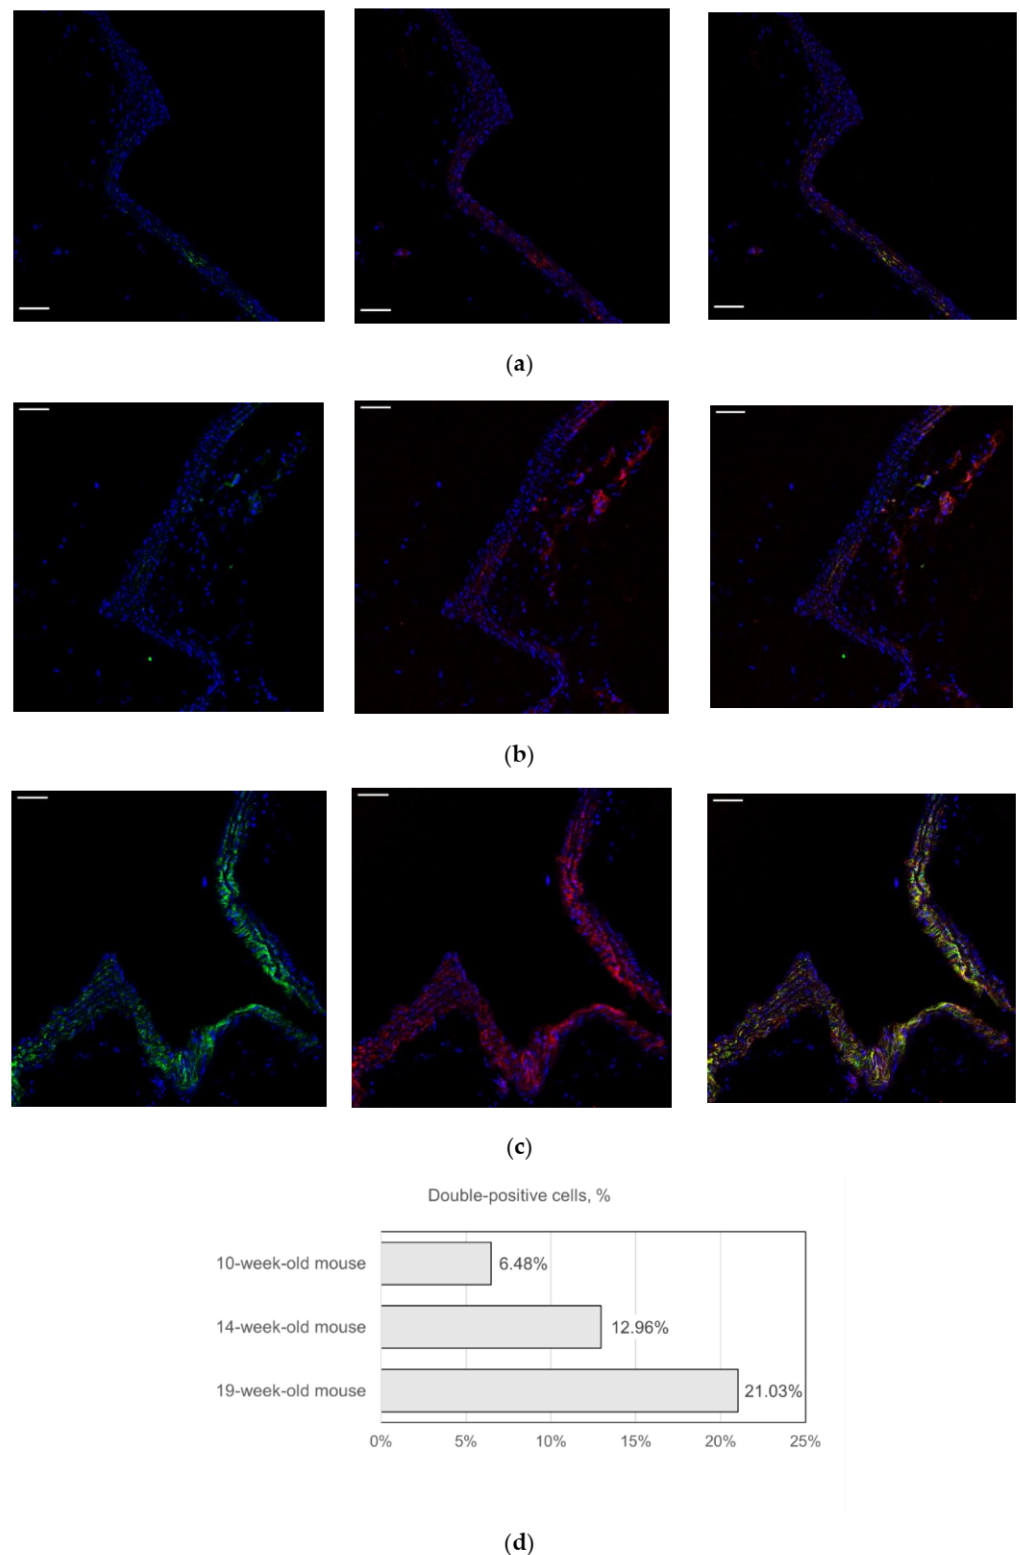 (a)
(b)
(c)
Double-positive cells, %
10-week-old mouse 6.48%
14-week-old mouse 12.96%
19-week-old mouse 21.03%
0% 5% 10% 15% 20% 25%
(d)